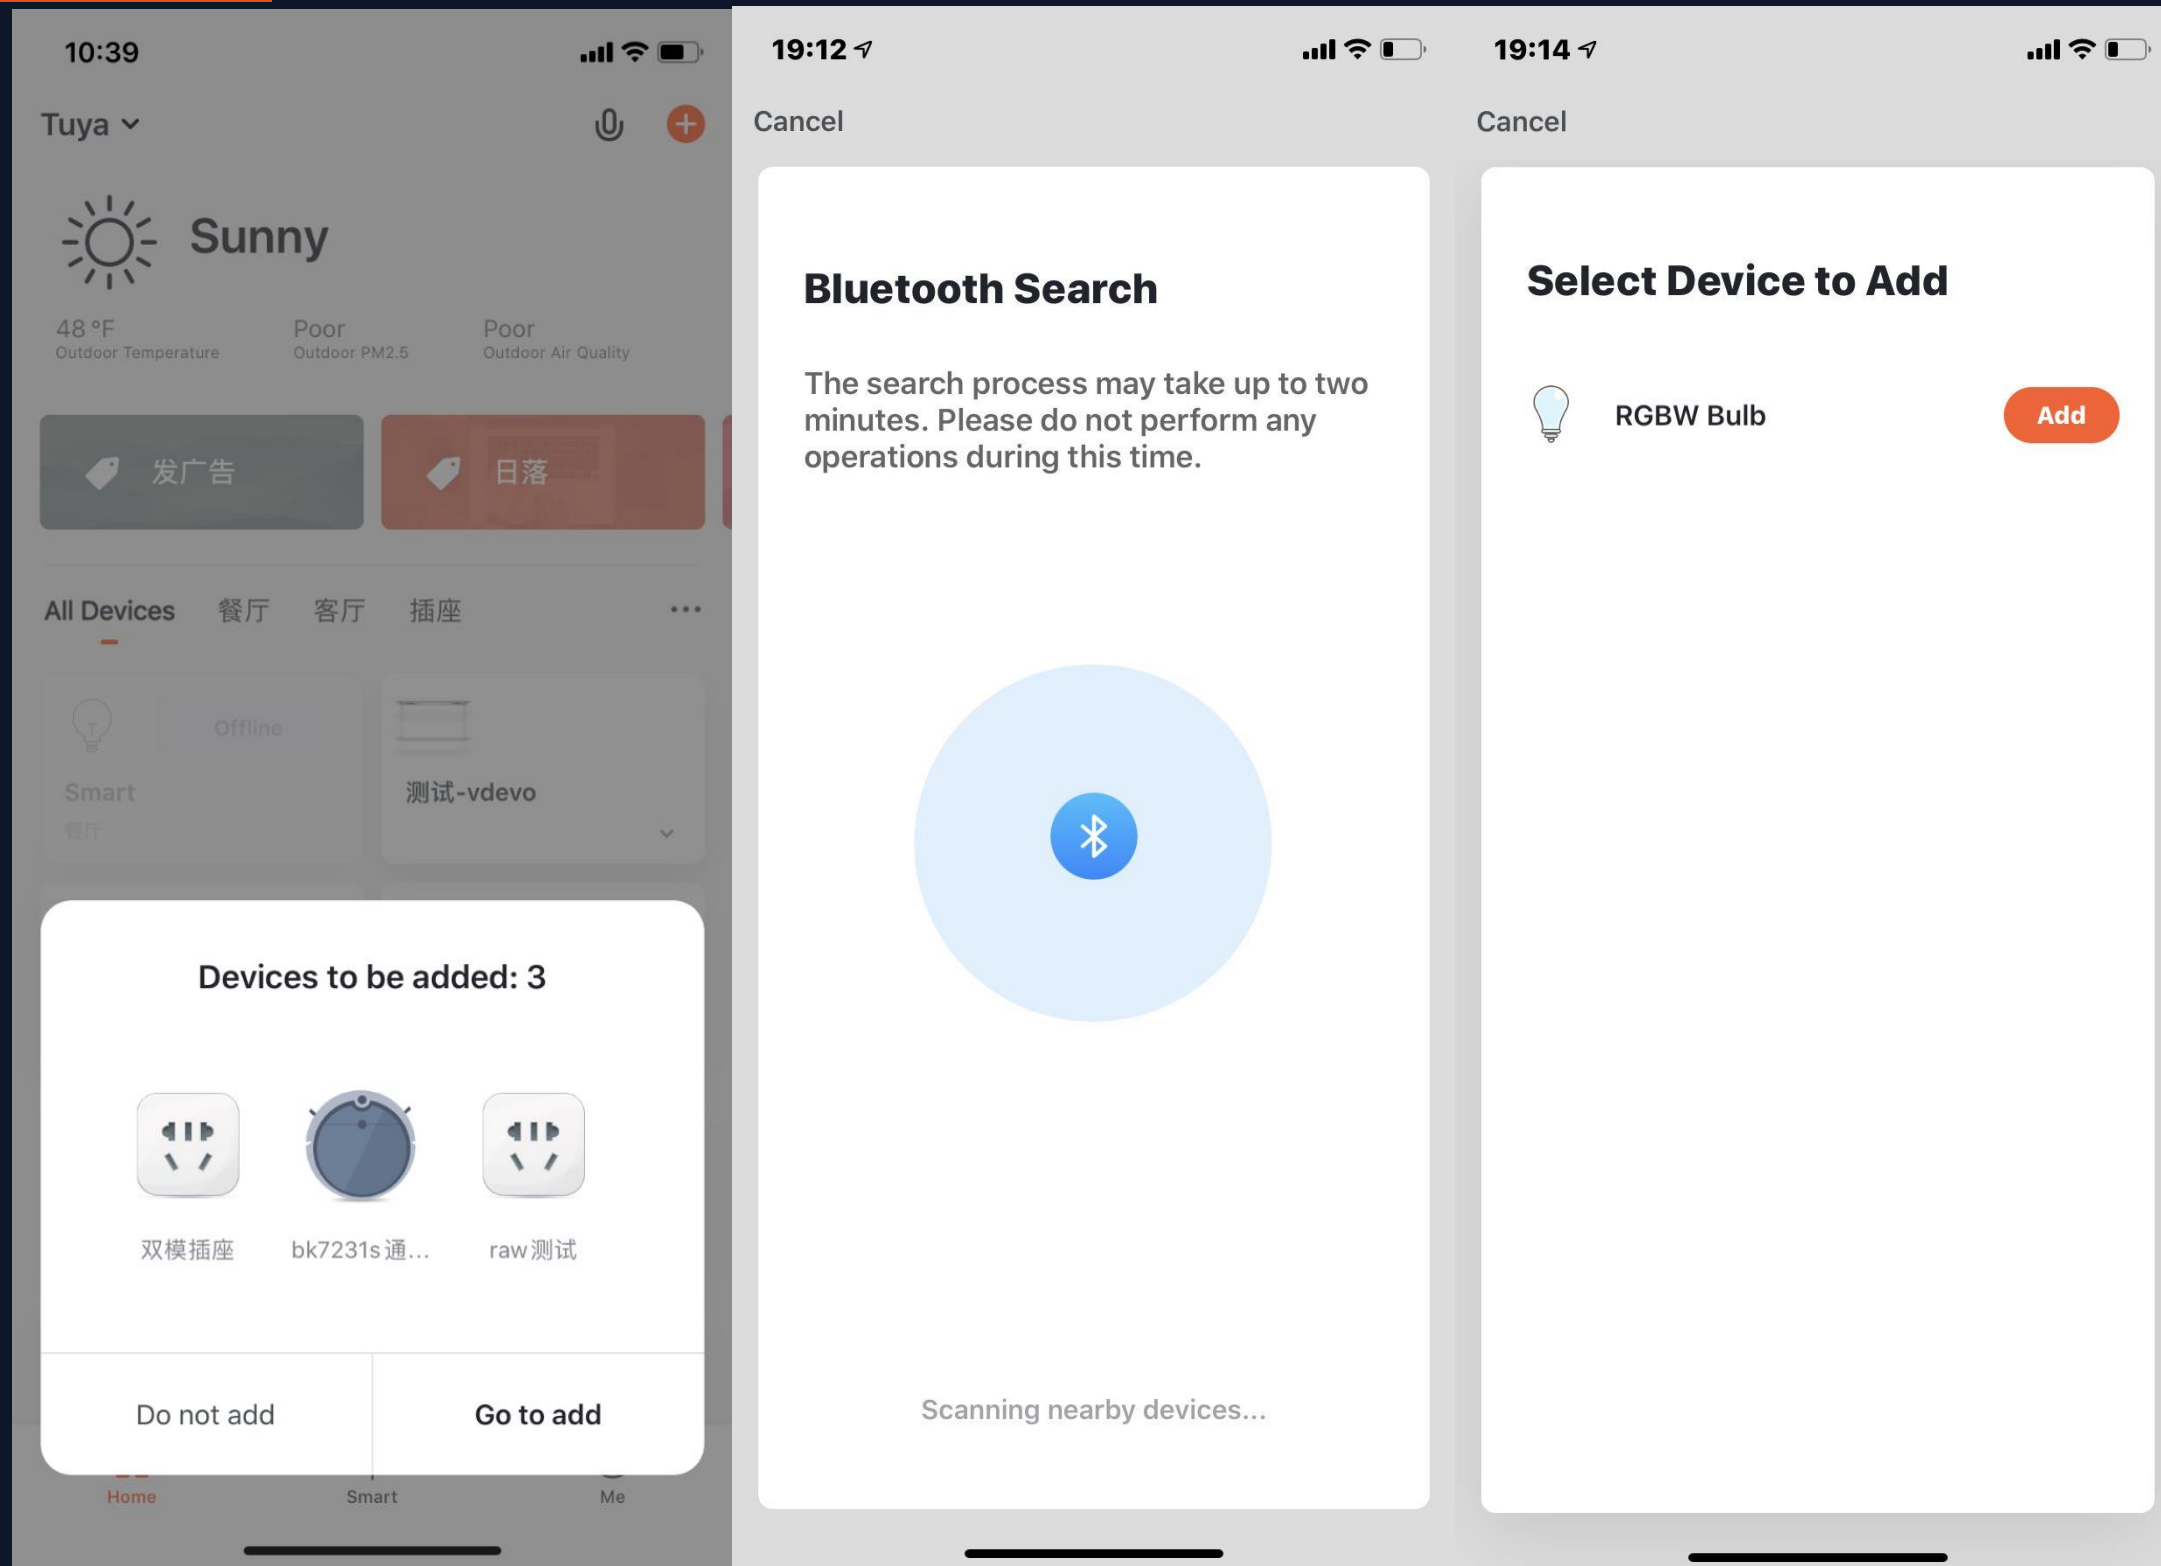 10:39
Tuya
Sunny
48 °F
Outdoor Temperature
Poor
Outdoor PM2.5
Poor
Outdoor Air Quality
发广告
日落
All Devices
餐厅
客厅
插座
Offline
Smart
餐厅
测试-vdevo
Devices to be added: 3
双模插座
bk7231s通...
raw测试
Do not add
Go to add
Home
Smart
Me
19:12
Cancel
Bluetooth Search
The search process may take up to two
minutes. Please do not perform any
operations during this time.
Scanning nearby devices...
19:14
Cancel
Select Device to Add
RGBW Bulb
Add